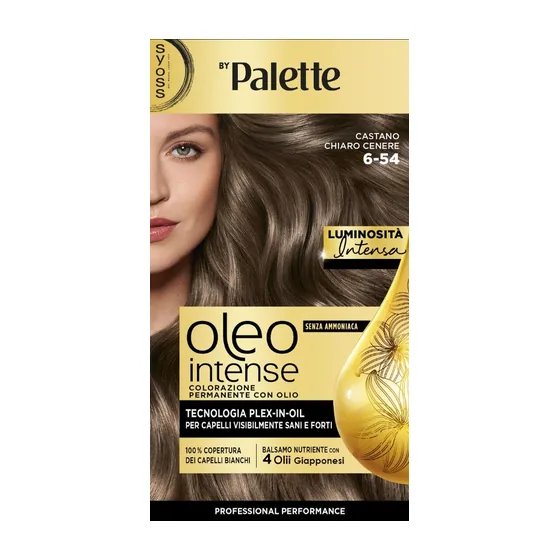 syoss
BY Palette
CASTANO
CHIARO CENERE
6-54
LUMINOSITÀ
Intensa
SENZA AMMONIACA
oleo
intense
COLORAZIONE
PERMANENTE CON OLIO
TECNOLOGIA PLEX-IN-OIL
PER CAPELLI VISIBILMENTE SANI E FORTI
100% COPERTURA
DEI CAPELLI BIANCHI
BALSAMO NUTRIENTE CON
4 Olii Giapponesi
PROFESSIONAL PERFORMANCE